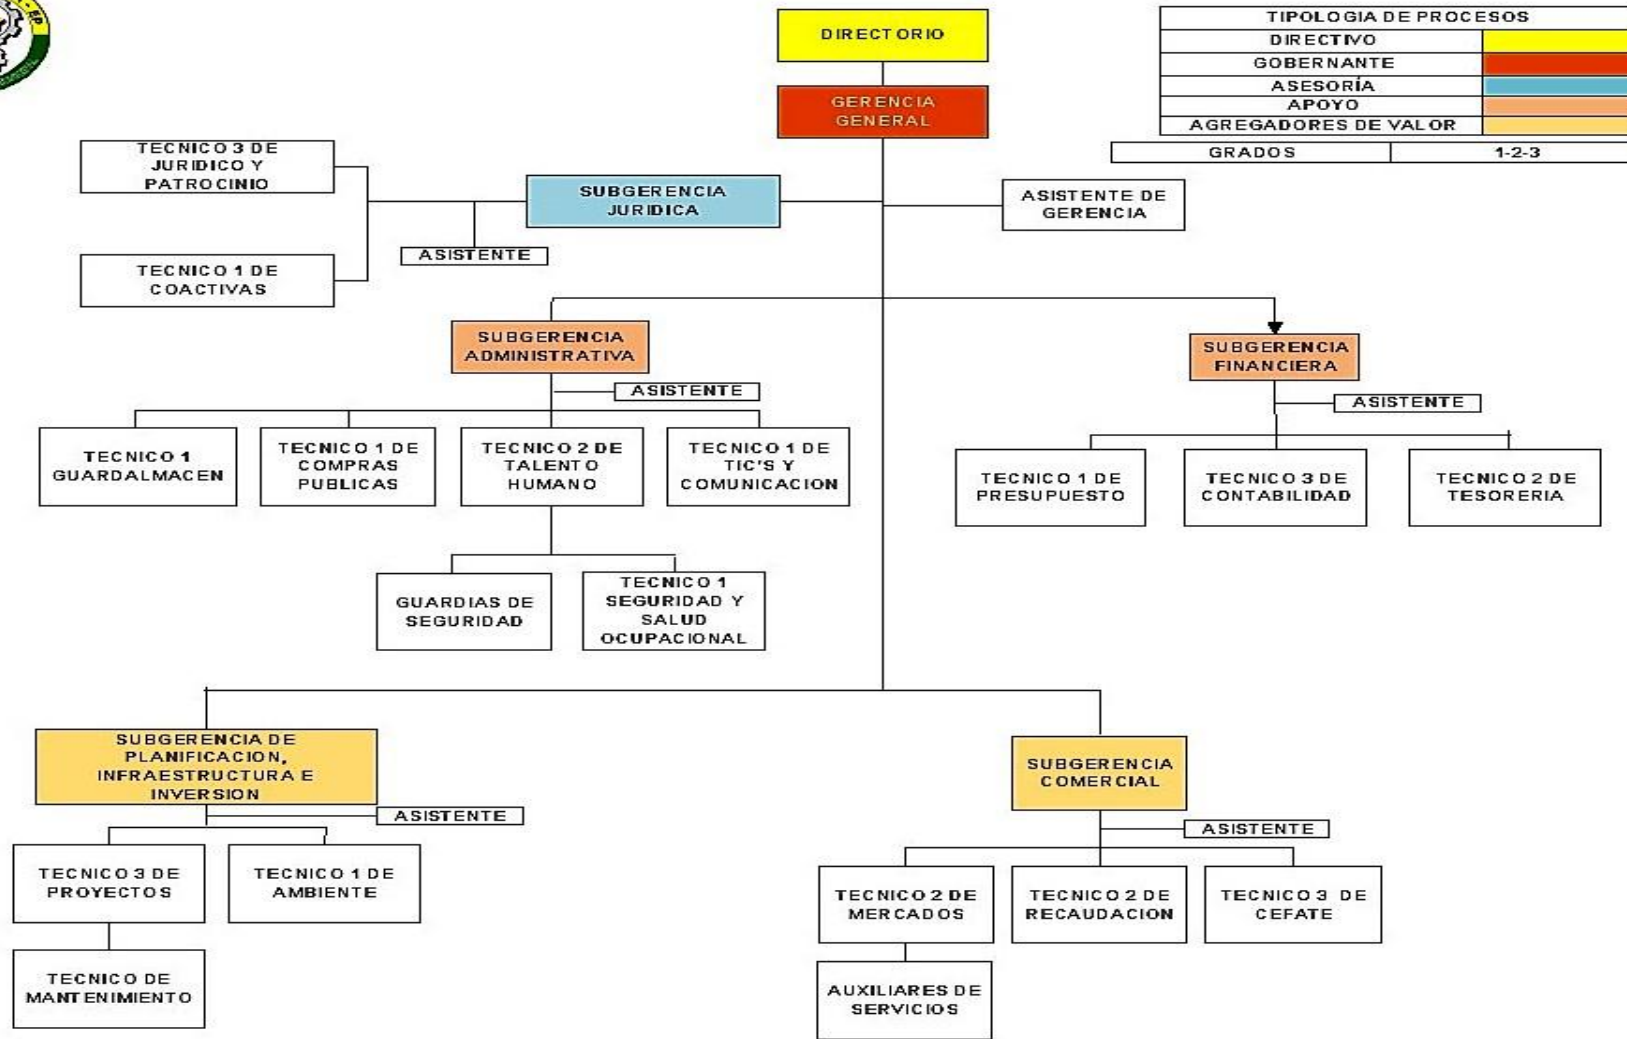 EP
DIRECTORIO
TIPOLOGIA DE PROCESOS
DIRECTIVO
GOBERNANTE
ASESORÍA
APOYO
AGREGADORES DE VALOR
GRADOS
1-2-3
GERENCIA
GENERAL
TECNICO 3 DE
JURIDICO Y
PATROCINIO
SUBGERENCIA
JURIDICA
ASISTENTE DE
GERENCIA
ASISTENTE
TECNICO 1 DE
COACTIVAS
SUBGERENCIA
ADMINISTRATIVA
SUBGERENCIA
FINANCIERA
ASISTENTE
ASISTENTE
TECNICO 1
GUARDALMACEN
TECNICO 1 DE
COMPRAS
PUBLICAS
TECNICO 2 DE
TALENTO
HUMANO
TECNICO 1 DE
TIC'S Y
COMUNICACION
TECNICO 1 DE
PRESUPUESTO
TECNICO 3 DE
CONTABILIDAD
TECNICO 2 DE
TESORERIA
GUARDIAS DE
SEGURIDAD
TECNICO 1
SEGURIDAD Y
SALUD
OCUPACIONAL
SUBGERENCIA DE
PLANIFICACION,
INFRAESTRUCTURA E
INVERSION
SUBGERENCIA
COMERCIAL
ASISTENTE
ASISTENTE
TECNICO 3 DE
PROYECTOS
TECNICO 1 DE
AMBIENTE
TECNICO 2 DE
MERCADOS
TECNICO 2 DE
RECAUDACION
TECNICO 3 DE
CEFATE
TECNICO DE
MANTENIMIENTO
AUXILIARES DE
SERVICIOS